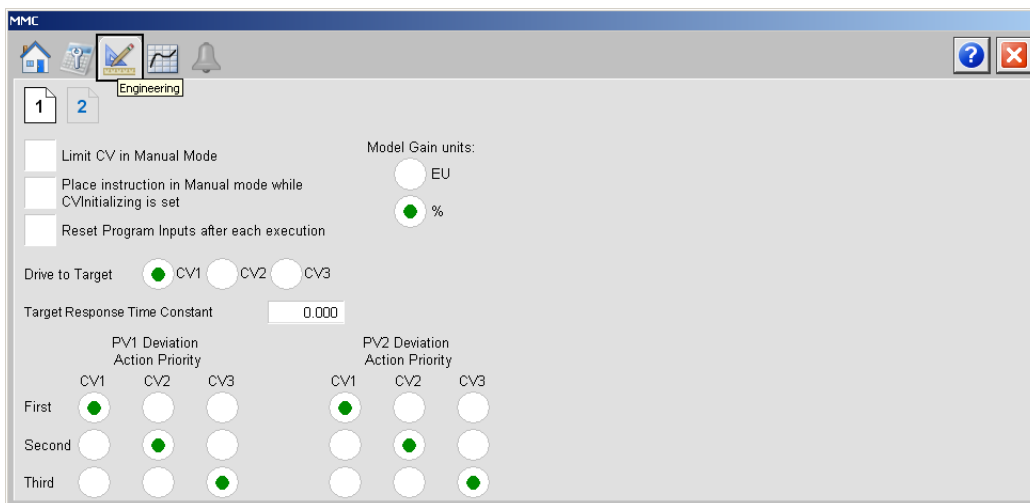 MMC
?
Engineering
1 2
Limit CV in Manual Mode
Place instruction in Manual mode while
CVInitializing is set
Reset Program Inputs after each execution
Model Gain units:
EU
%
Drive to Target CV1 CV2 CV3
Target Response Time Constant 0.000
PV1 Deviation
Action Priority
CV1 CV2 CV3
First
Second
Third
PV2 Deviation
Action Priority
CV1 CV2 CV3